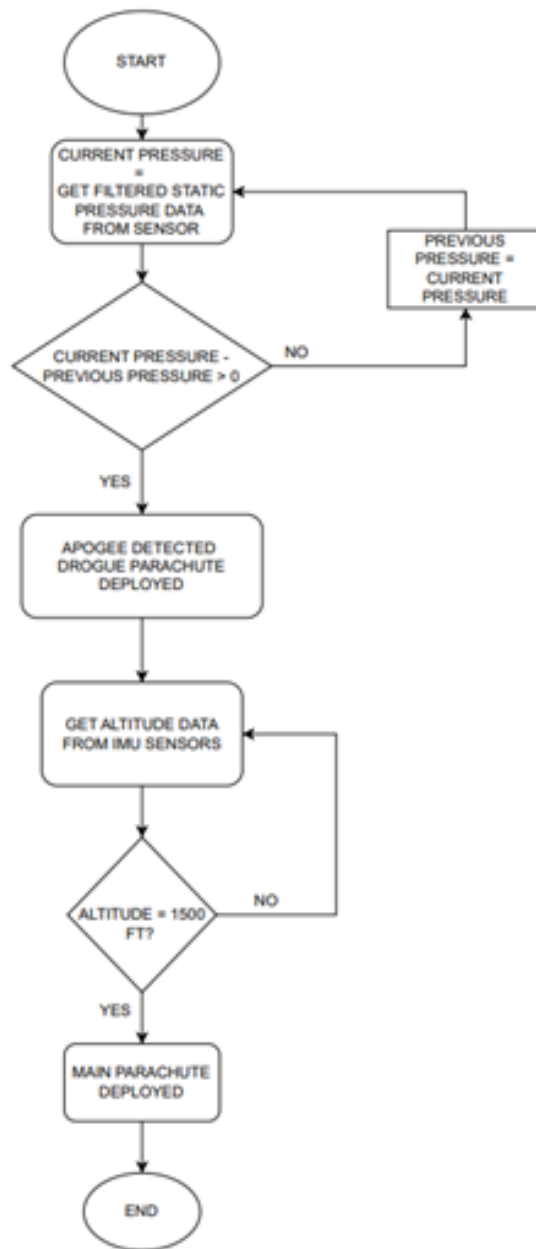 START
CURRENT PRESSURE
=
GET FILTERED STATIC
PRESSURE DATA
FROM SENSOR
PREVIOUS
PRESSURE =
CURRENT
PRESSURE
CURRENT PRESSURE -
PREVIOUS PRESSURE > 0
NO
YES
APOGEE DETECTED
DROGUE PARACHUTE
DEPLOYED
GET ALTITUDE DATA
FROM IMU SENSORS
ALTITUDE = 1500
FT?
NO
YES
MAIN PARACHUTE
DEPLOYED
END